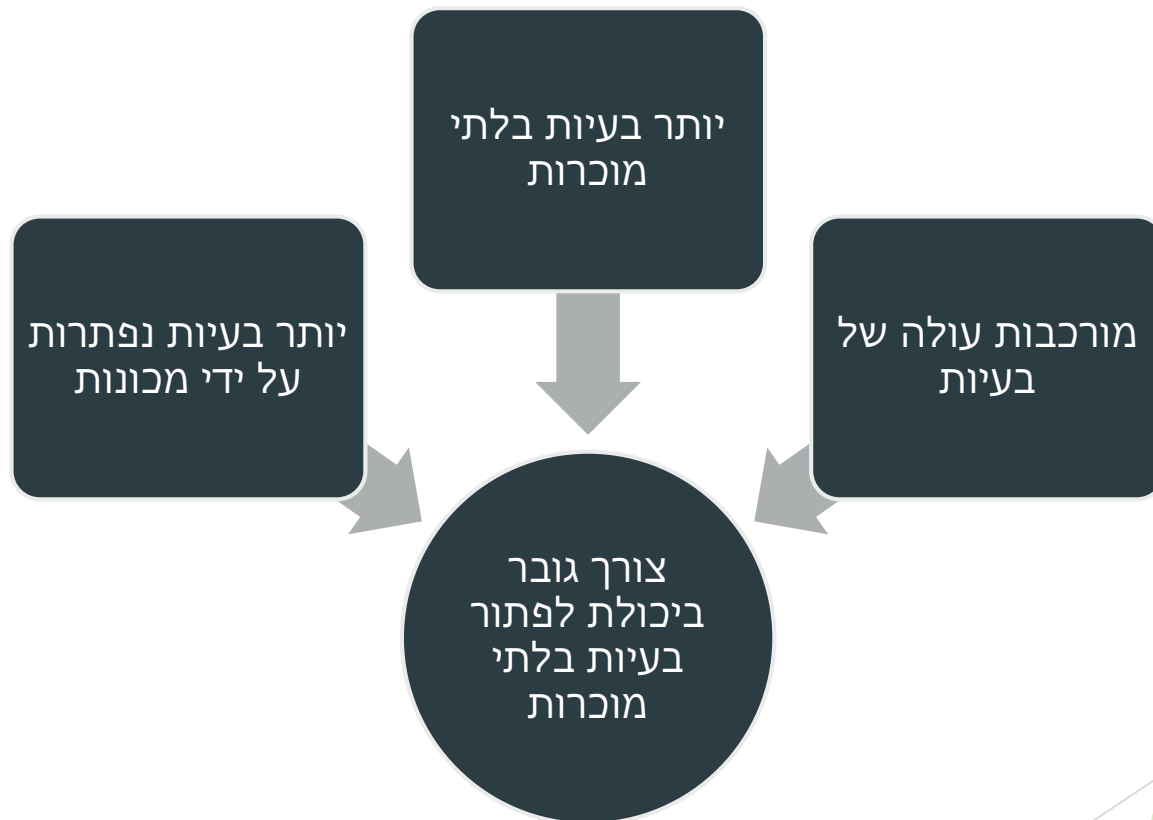 יותר בעיות בלתי
מוכרות
מורכבות עולה של
בעיות
יותר בעיות נפתרות
על ידי מכונות
צורך גובר
ביכולת לפתור
בעיות בלתי
מוכרות